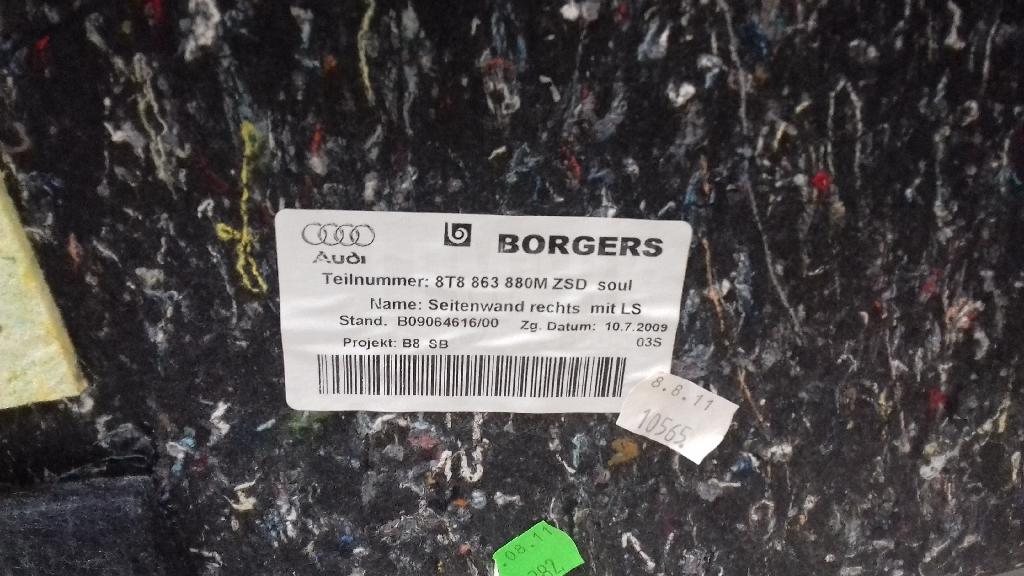 Audi
b BORGERS
Teilnummer: 8T8 863 880M ZSD soul
Name: Seitenwand rechts mit LS
Stand. B09064616/00 Zg. Datum: 10.7.2009
Projekt: B8 SB 03S
8.8.11
10565
.08.11
282